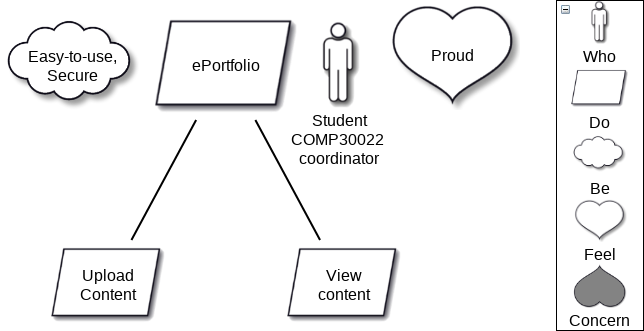 Easy-to-use,
Secure
ePortfolio
Student
COMP30022
coordinator
Proud
Upload
Content
View
content
Who
Do
Be
Feel
Concern